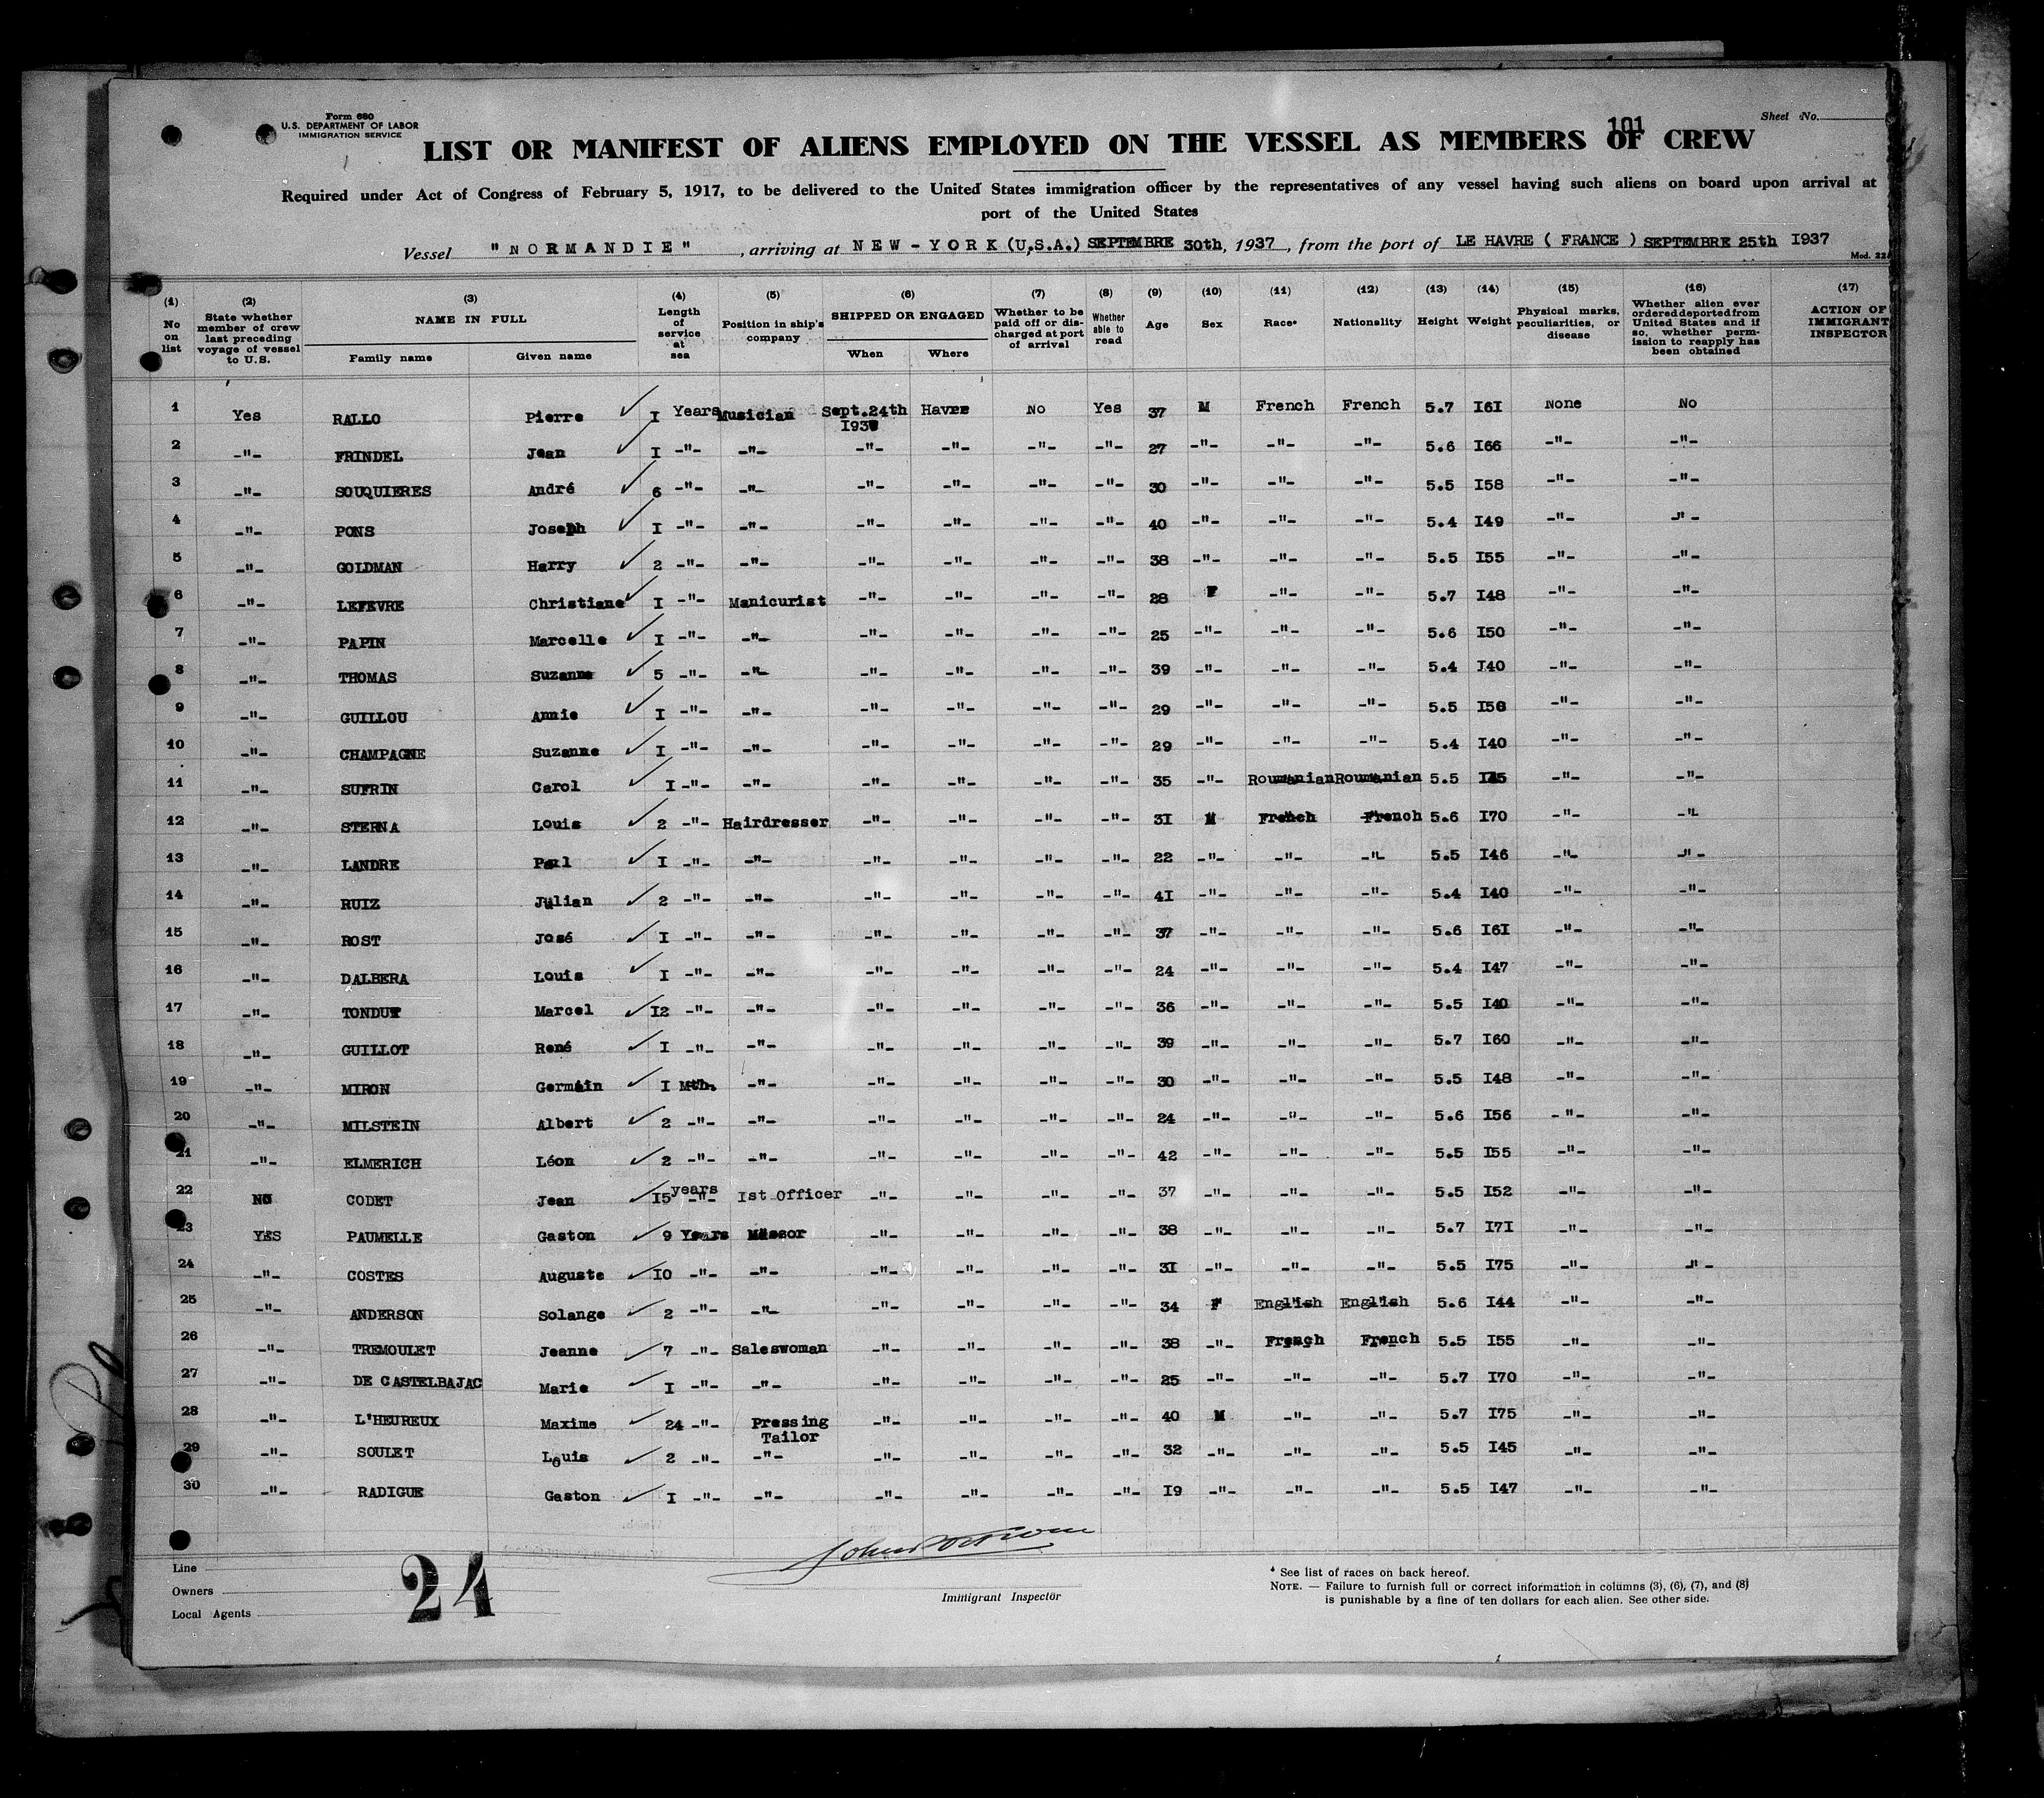 Form 680
U.S. DEPARTMENT OF LABOR
IMMIGRATION SERVICE
Sheet No.
101
LIST OR MANIFEST OF ALIENS EMPLOYED ON THE VESSEL AS MEMBERS OF CREW
Required under Act of Congress of February 5, 1917, to be delivered to the United States immigration officer by the representatives of any vessel having such aliens on board upon arrival at
port of the United States
Vessel "NORMANDIE", arriving at NEW-YORK (U.S.A.) SEPTEMBRE 30th, 1937, from the port of LE HAVRE ( FRANCE ) SEPTEMBRE 25th I937
Mod. 22
(1) No on list (2) State whether member of crew last preceding voyage of vessel to U.S. (3) NAME IN FULL Family name Given name (4) Length of service at sea (5) Position in ship's company (6) SHIPPED OR ENGAGED When Where (7) Whether to be paid off or discharged at port of arrival (8) Whether able to read (9) Age (10) Sex (11) Race* (12) Nationality (13) Height (14) Weight (15) Physical marks, peculiarities, or disease (16) Whether alien ever ordered deported from United States and if so, whether permission to reapply has been obtained (17) ACTION OF IMMIGRANT INSPECTOR
1 Yes RALLO Pierre I Years Musician Sept.24th I937 Havre No Yes 37 M French French 5.7 I6I None No
2 -"- FRINDEL Jean I -"- -"- -"- -"- -"- -"- 27 -"- -"- -"- 5.6 I66 -"- -"-
3 -"- SOUQUIERES André 6 -"- -"- -"- -"- -"- -"- 30 -"- -"- -"- 5.5 I58 -"- -"-
4 -"- PONS Joseph I -"- -"- -"- -"- -"- -"- 40 -"- -"- -"- 5.4 I49 -"- -"-
5 -"- GOLDMAN Harry 2 -"- -"- -"- -"- -"- -"- 38 -"- -"- -"- 5.5 I55 -"- -"-
6 -"- LEFEVRE Christiane I -"- Manicurist -"- -"- -"- -"- 28 F -"- -"- 5.7 I48 -"- -"-
7 -"- PAPIN Marcelle I -"- -"- -"- -"- -"- -"- 25 -"- -"- -"- 5.6 I50 -"- -"-
8 -"- THOMAS Suzanne 5 -"- -"- -"- -"- -"- -"- 39 -"- -"- -"- 5.4 I40 -"- -"-
9 -"- GUILLOU Annie I -"- -"- -"- -"- -"- -"- 29 -"- -"- -"- 5.5 -"- -"-
10 -"- CHAMPAGNE Suzanne I -"- -"- -"- -"- -"- -"- 29 -"- -"- -"- 5.4 I40 -"- -"-
11 -"- SUFRIN Carol I -"- -"- -"- -"- -"- -"- 35 -"- Roumanian Roumanian 5.5 -"- -"-
12 -"- STERNA Louis 2 -"- Hairdresser -"- -"- -"- -"- 3I M French French 5.6 I70 -"- -"-
13 -"- LANDRE I -"- -"- -"- -"- -"- -"- 22 -"- -"- -"- 5.5 I46 -"- -"-
14 -"- RUIZ Julian 2 -"- -"- -"- -"- -"- -"- 4I -"- -"- -"- 5.4 I40 -"- -"-
15 -"- ROST José I -"- -"- -"- -"- -"- -"- 37 -"- -"- -"- 5.6 I6I -"- -"-
16 -"- DALBERA Louis I -"- -"- -"- -"- -"- -"- 24 -"- -"- -"- 5.4 I47 -"- -"-
17 -"- TONDUT Marcel I2 -"- -"- -"- -"- -"- -"- 36 -"- -"- -"- 5.5 I40 -"- -"-
18 -"- GUILLOT René I -"- -"- -"- -"- -"- -"- 39 -"- -"- -"- 5.7 I60 -"- -"-
19 -"- MIRON Germain I Mth. -"- -"- -"- -"- -"- 30 -"- -"- -"- 5.5 I48 -"- -"-
20 -"- MILSTEIN Albert 2 -"- -"- -"- -"- -"- -"- 24 -"- -"- -"- 5.6 I56 -"- -"-
21 -"- ELMERICH Léon 2 -"- -"- -"- -"- -"- -"- 42 -"- -"- -"- 5.5 I55 -"- -"-
22 NO CODET Jean I5 years -"- Ist Officer -"- -"- -"- -"- 37 -"- -"- -"- 5.5 I52 -"- -"-
23 YES PAUMELLE Gaston 9 Years Massor -"- -"- -"- -"- 38 -"- -"- -"- 5.7 I7I -"- -"-
24 -"- COSTES Auguste I0 -"- -"- -"- -"- -"- -"- 3I -"- -"- -"- 5.5 I75 -"- -"-
25 -"- ANDERSON Solange 2 -"- -"- -"- -"- -"- -"- 34 F English English 5.6 I44 -"- -"-
26 -"- TREMOULET Jeanne 7 -"- Saleswoman -"- -"- -"- -"- 38 -"- French French 5.5 I55 -"- -"-
27 -"- DE CASTELBAJAC Marie I -"- -"- -"- -"- -"- -"- 25 -"- -"- -"- 5.7 I70 -"- -"-
28 -"- L'HEUREUX Maxime 24 -"- Pressing Tailor -"- -"- -"- -"- 40 M -"- -"- 5.7 I75 -"- -"-
29 -"- SOULET Louis 2 -"- -"- -"- -"- -"- -"- 32 -"- -"- -"- 5.5 I45 -"- -"-
30 -"- RADIGUE Gaston I -"- -"- -"- -"- -"- -"- I9 -"- -"- -"- 5.5 I47 -"- -"-
Line
Owners
Local Agents
24
Immigrant Inspector
* See list of races on back hereof.
NOTE. — Failure to furnish full or correct information in columns (3), (6), (7), and (8)
is punishable by a fine of ten dollars for each alien. See other side.